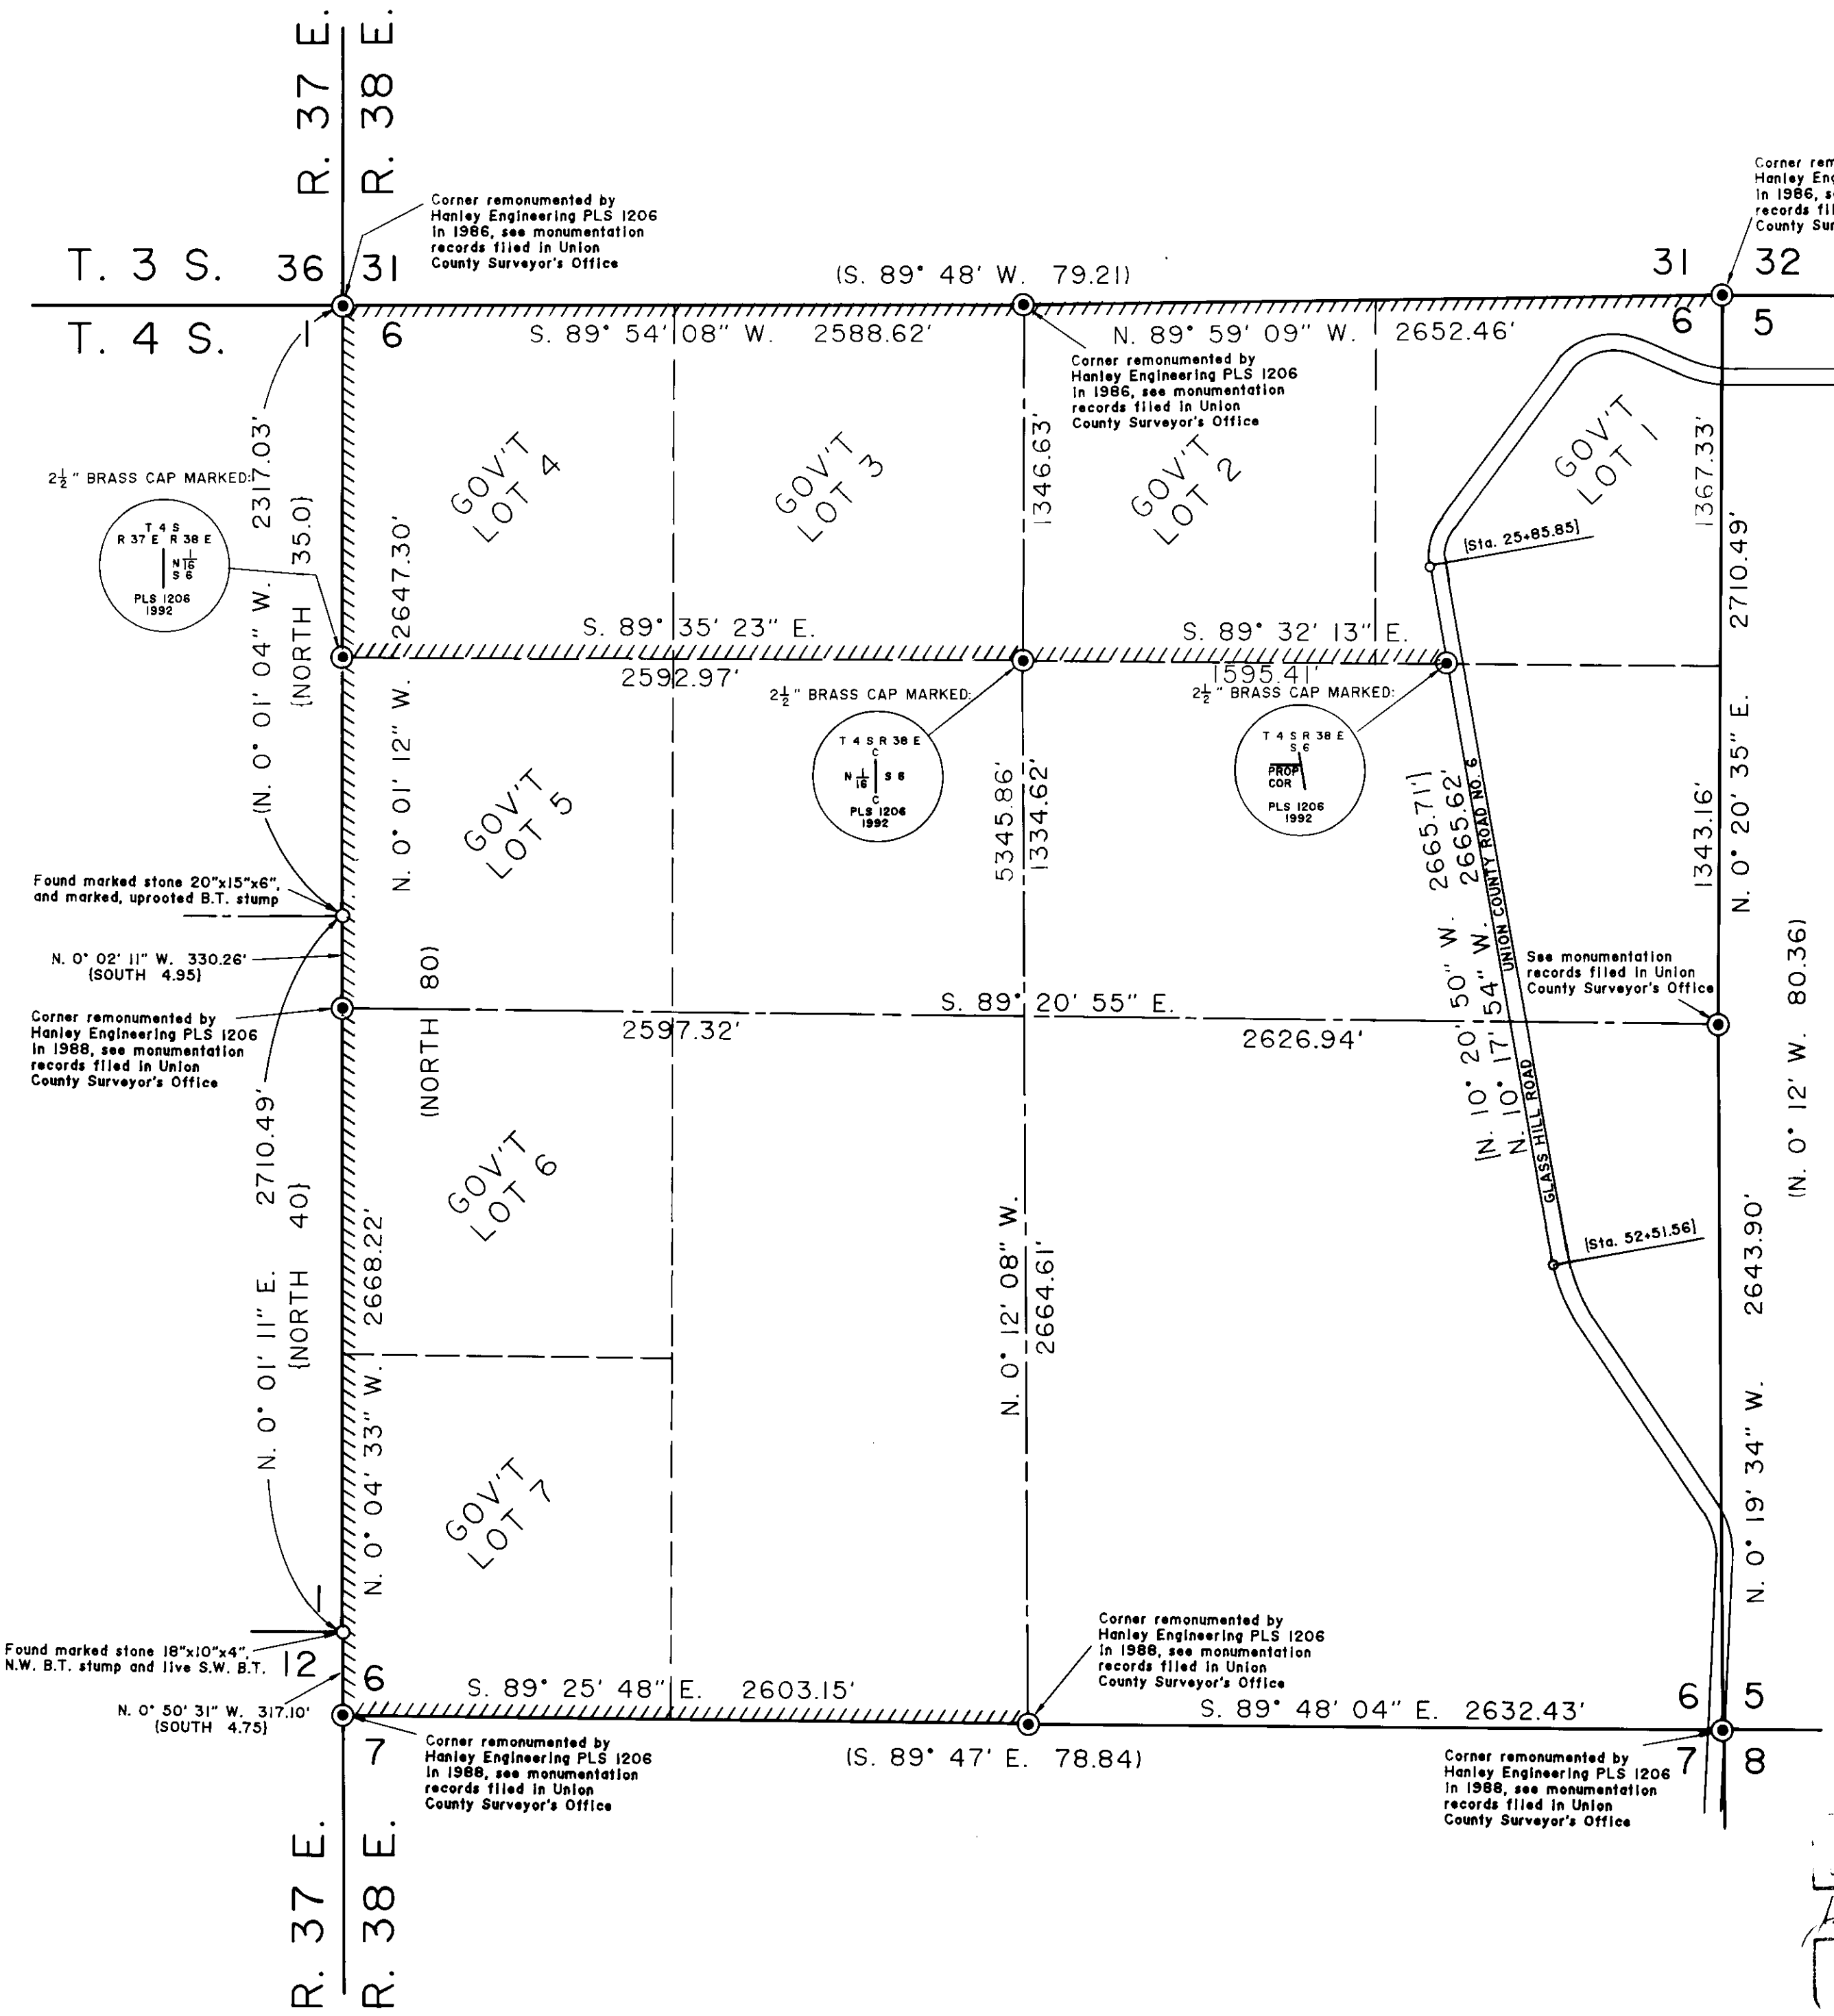 R. 37 E.
R. 38 E.
Corner remonumented by
Hanley Engineering PLS 1206
in 1986, see monumentation
records filed in Union
County Surveyor's Office
T. 3 S. 36 31
(S. 89° 48' W. 79.21)
31 32
Corner rem
Hanley Eng
in 1986, s
records fil
County Sur
T. 4 S. 1 6
S. 89° 54' 08" W. 2588.62'
N. 89° 59' 09" W. 2652.46'
6 5
Corner remonumented by
Hanley Engineering PLS 1206
in 1986, see monumentation
records filed in Union
County Surveyor's Office
(N. 0° 01' 04" W. 2317.03'
{NORTH 35.0}
2 1/2" BRASS CAP MARKED:
T 4 S
R 37 E R 38 E
N 1/16
S 6
PLS 1206
1992
N. 0° 01' 12" W. 2647.30'
GOV'T
LOT 4
GOV'T
LOT 3
1346.63'
GOV'T
LOT 2
GOV'T
LOT 1
1367.33'
[Sta. 25+85.85]
N. 0° 20' 35" E. 2710.49'
S. 89° 35' 23" E.
2592.97'
S. 89° 32' 13" E.
1595.41'
2 1/2" BRASS CAP MARKED:
T 4 S R 38 E
C
N 1/16 S 6
C
PLS 1206
1992
2 1/2" BRASS CAP MARKED:
T 4 S R 38 E
S 6
PROP
COR
PLS 1206
1992
GOV'T
LOT 5
5345.86'
1334.62'
[N. 10° 20' 50" W. 2665.71']
N. 10° 17' 54" W. 2665.62'
UNION COUNTY ROAD NO. 6
GLASS HILL ROAD
1343.16'
Found marked stone 20"x15"x6",
and marked, uprooted B.T. stump
N. 0° 02' 11" W. 330.26'
{SOUTH 4.95}
Corner remonumented by
Hanley Engineering PLS 1206
in 1988, see monumentation
records filed in Union
County Surveyor's Office
(NORTH 80)
S. 89° 20' 55" E.
2597.32'
2626.94'
See monumentation
records filed in Union
County Surveyor's Office
(N. 0° 12' W. 80.36)
N. 0° 01' 11" E. 2710.49'
{NORTH 40}
N. 0° 04' 33" W. 2668.22'
GOV'T
LOT 6
N. 0° 12' 08" W.
2664.61'
[Sta. 52+51.56]
N. 0° 19' 34" W. 2643.90'
GOV'T
LOT 7
1
Found marked stone 18"x10"x4",
N.W. B.T. stump and live S.W. B.T.
12 6
N. 0° 50' 31" W. 317.10'
{SOUTH 4.75}
S. 89° 25' 48" E. 2603.15'
Corner remonumented by
Hanley Engineering PLS 1206
in 1988, see monumentation
records filed in Union
County Surveyor's Office
S. 89° 48' 04" E. 2632.43'
6 5
7
Corner remonumented by
Hanley Engineering PLS 1206
in 1988, see monumentation
records filed in Union
County Surveyor's Office
(S. 89° 47' E. 78.84)
Corner remonumented by
Hanley Engineering PLS 1206
in 1988, see monumentation
records filed in Union
County Surveyor's Office
7 8
R. 37 E.
R. 38 E.